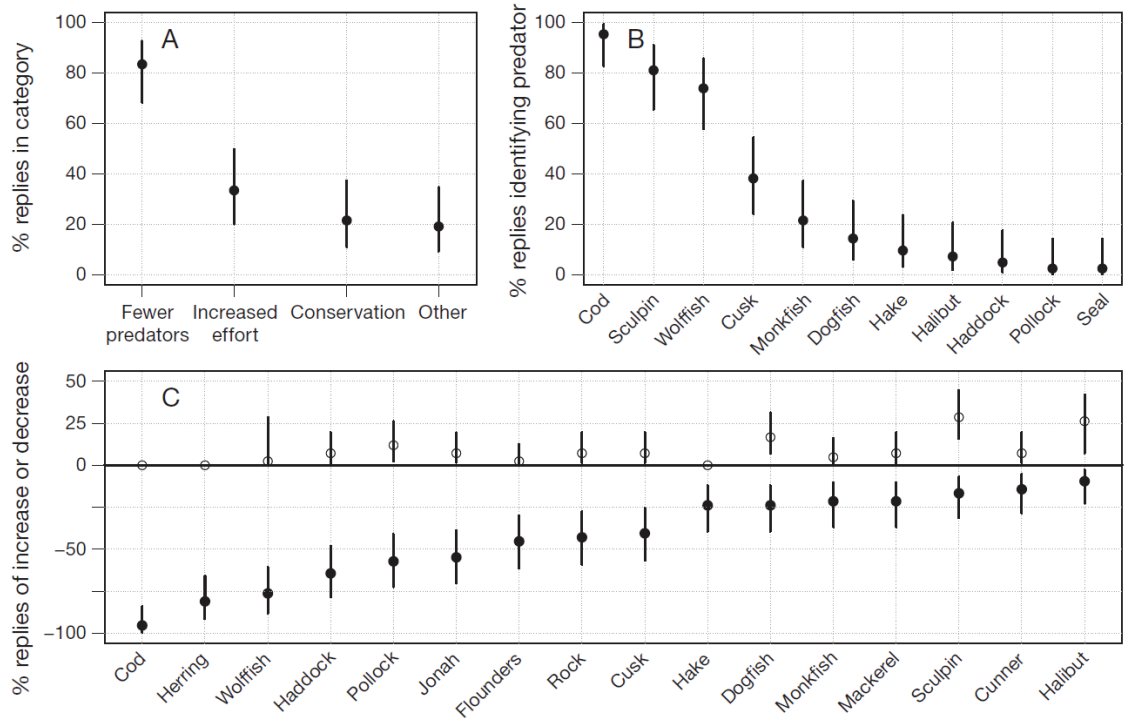 A
% replies in category
100
80
60
40
20
0
Fewer predators
Increased effort
Conservation
Other
B
% replies identifying predator
100
80
60
40
20
0
Cod
Sculpin
Wolffish
Cusk
Monkfish
Dogfish
Hake
Halibut
Haddock
Pollock
Seal
C
% replies of increase or decrease
50
25
0
−50
−100
Cod
Herring
Wolffish
Haddock
Pollock
Jonah
Flounders
Rock
Cusk
Hake
Dogfish
Monkfish
Mackerel
Sculpin
Cunner
Halibut